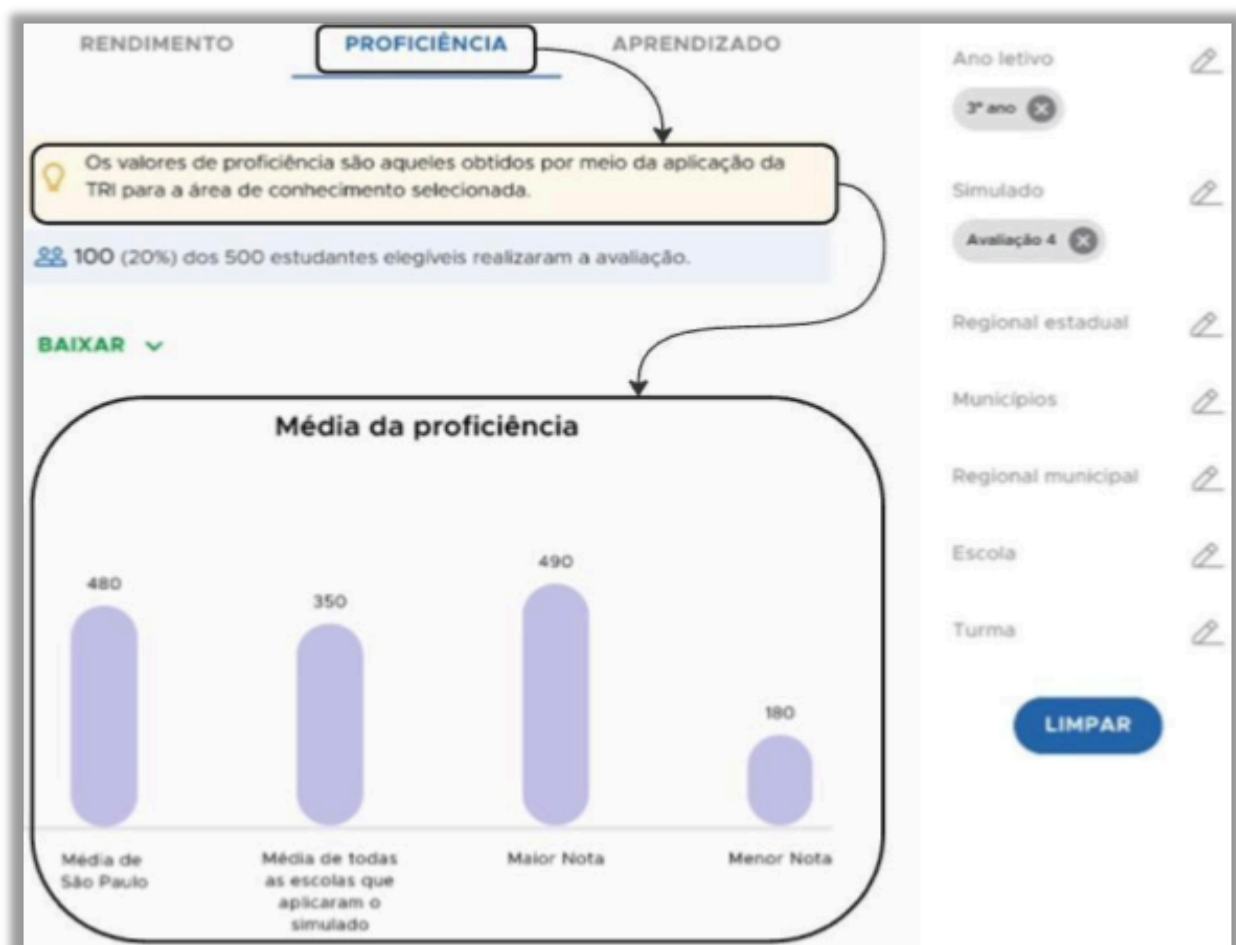 RENDIMENTO PROFICIÊNCIA APRENDIZADO
Os valores de proficiência são aqueles obtidos por meio da aplicação da
TRI para a área de conhecimento selecionada.
100 (20%) dos 500 estudantes elegíveis realizaram a avaliação.
BAIXAR
Média da proficiência
480
350
490
180
Média de
São Paulo
Média de todas
as escolas que
aplicaram o
simulado
Maior Nota
Menor Nota
Ano letivo
3º ano
Simulado
Avaliação 4
Regional estadual
Municípios
Regional municipal
Escola
Turma
LIMPAR